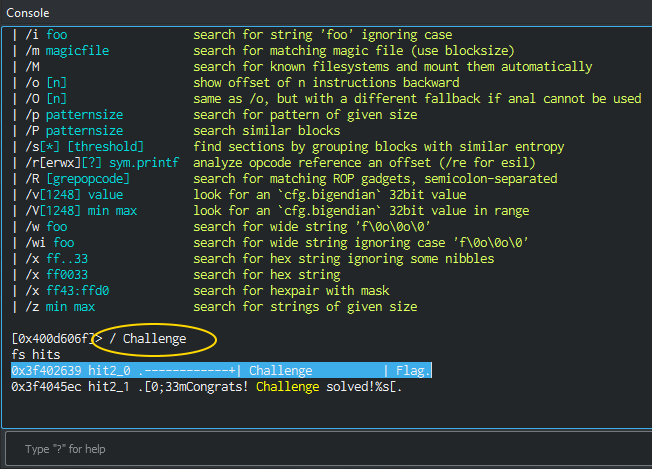 Console
| /i foo                 search for string 'foo' ignoring case
| /m magicfile           search for matching magic file (use blocksize)
| /M                     search for known filesystems and mount them automatically
| /o [n]                 show offset of n instructions backward
| /O [n]                 same as /o, but with a different fallback if anal cannot be used
| /p patternsize         search for pattern of given size
| /P patternsize         search similar blocks
| /s[*] [threshold]      find sections by grouping blocks with similar entropy
| /r[erwx][?] sym.printf  analyze opcode reference an offset (/re for esil)
| /R [grepopcode]        search for matching ROP gadgets, semicolon-separated
| /v[1248] value         look for an `cfg.bigendian` 32bit value
| /V[1248] min max       look for an `cfg.bigendian` 32bit value in range
| /w foo                 search for wide string 'f\0o\0o\0'
| /wi foo                search for wide string ignoring case 'f\0o\0o\0'
| /x ff..33              search for hex string ignoring some nibbles
| /x ff0033              search for hex string
| /x ff43:ffd0           search for hexpair with mask
| /z min max             search for strings of given size
[0x400d606f]> / Challenge
fs hits
0x3f402639 hit2_0 .------------+| Challenge          | Flag.
0x3f4045ec hit2_1 .[0;33mCongrats! Challenge solved!%s[.
Type "?" for help